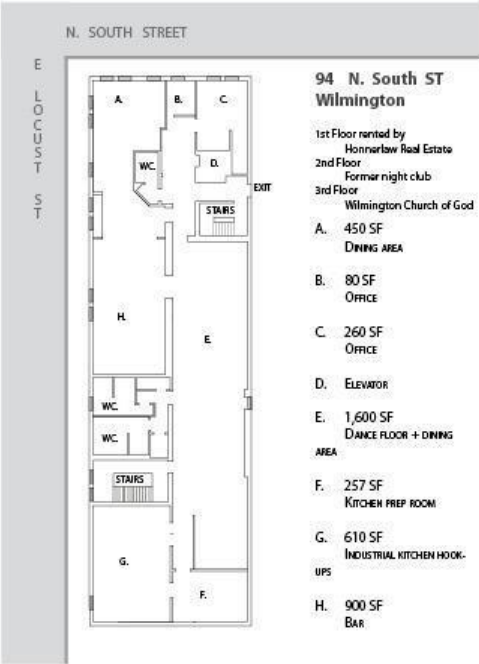 N. SOUTH STREET
E LOCUST ST
94 N. South ST
Wilmington
1st Floor rented by
Honnerlaw Real Estate
2nd Floor
Former night club
3rd Floor
Wilmington Church of God
A. 450 SF
DINING AREA
B. 80 SF
OFFICE
C. 260 SF
OFFICE
D. ELEVATOR
E. 1,600 SF
DANCE FLOOR + DINING
AREA
F. 257 SF
KITCHEN PREP ROOM
G. 610 SF
INDUSTRIAL KITCHEN HOOK-
UPS
H. 900 SF
BAR
A. B. C.
WC. D.
EXIT
STAIRS
H. E.
WC.
WC.
STAIRS
G.
F.